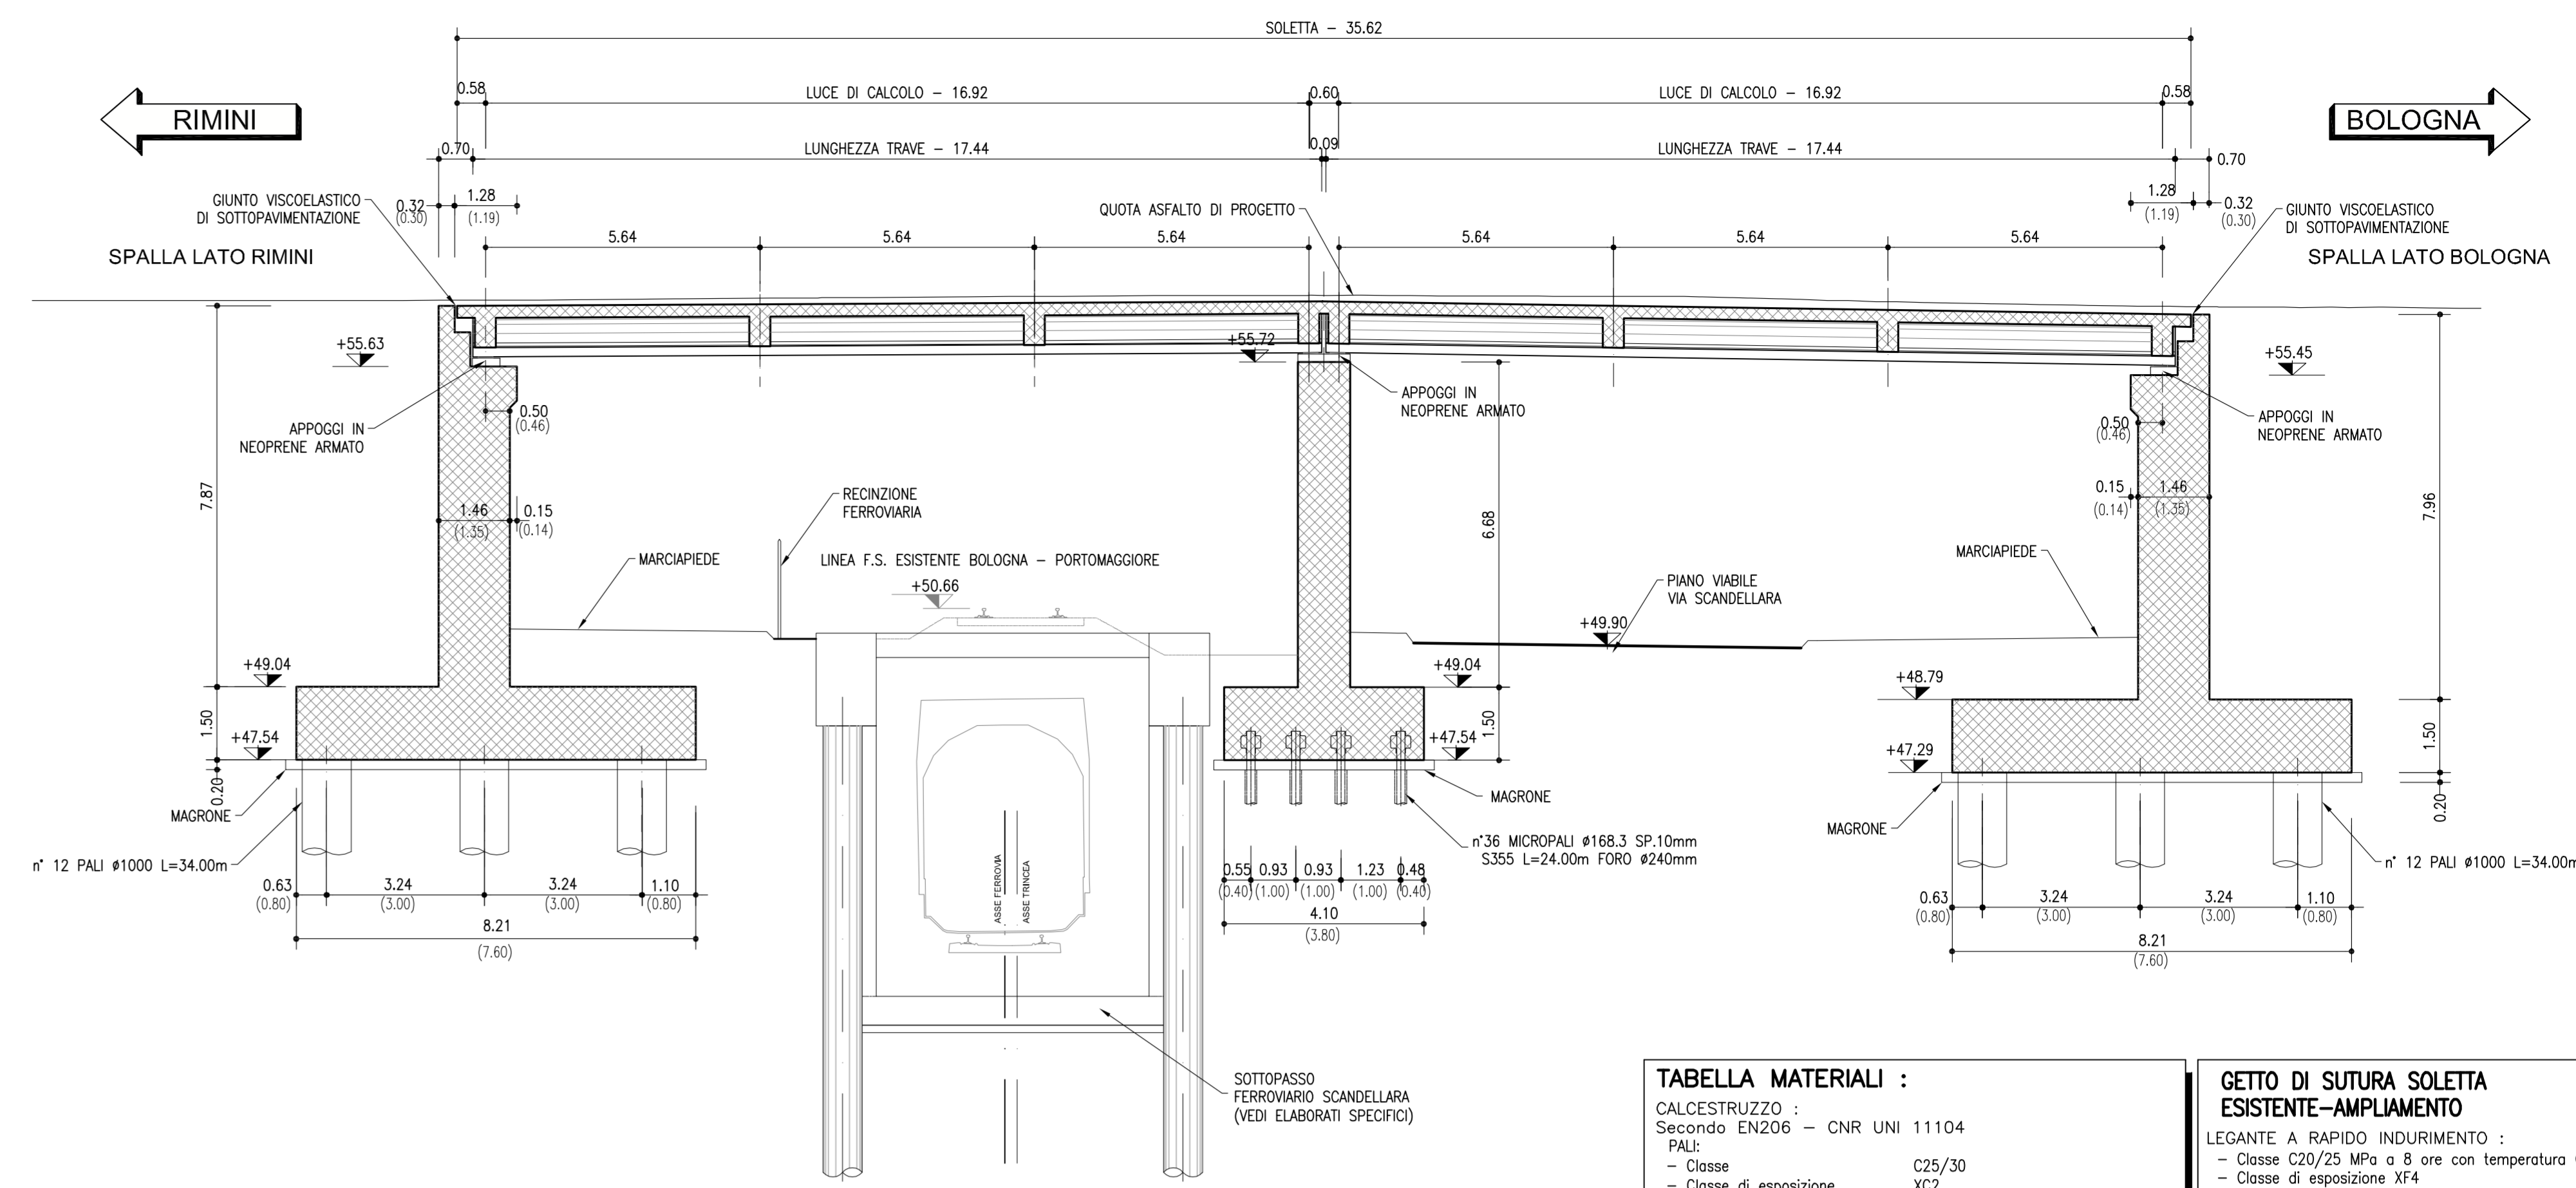 SOLETTA – 35.62
0.58
LUCE DI CALCOLO – 16.92
0.60
LUCE DI CALCOLO – 16.92
0.58
RIMINI
BOLOGNA
0.70
LUNGHEZZA TRAVE – 17.44
0.09
LUNGHEZZA TRAVE – 17.44
0.70
GIUNTO VISCOELASTICO
DI SOTTOPAVIMENTAZIONE
0.32
(0.30)
1.28
(1.19)
QUOTA ASFALTO DI PROGETTO
1.28
(1.19)
0.32
(0.30)
GIUNTO VISCOELASTICO
DI SOTTOPAVIMENTAZIONE
SPALLA LATO RIMINI
5.64
5.64
5.64
5.64
5.64
5.64
SPALLA LATO BOLOGNA
+55.63
+55.72
+55.45
APPOGGI IN
NEOPRENE ARMATO
0.50
(0.46)
APPOGGI IN
NEOPRENE ARMATO
0.50
(0.46)
APPOGGI IN
NEOPRENE ARMATO
7.87
1.46
(1.35)
0.15
(0.14)
RECINZIONE
FERROVIARIA
6.68
0.15
(0.14)
1.46
(1.35)
7.96
MARCIAPIEDE
LINEA F.S. ESISTENTE BOLOGNA – PORTOMAGGIORE
+50.66
PIANO VIABILE
VIA SCANDELLARA
MARCIAPIEDE
+49.90
+49.04
+49.04
+48.79
1.50
+47.54
1.50
+47.54
+47.29
1.50
0.20
MAGRONE
MAGRONE
MAGRONE
0.20
n° 12 PALI ø1000 L=34.00m
n°36 MICROPALI ø168.3 SP.10mm
S355 L=24.00m FORO ø240mm
n° 12 PALI ø1000 L=34.00m
ASSE FERROVIA
ASSE TRINCEA
0.63
(0.80)
3.24
(3.00)
3.24
(3.00)
1.10
(0.80)
8.21
(7.60)
0.55
(0.40)
0.93
(1.00)
0.93
(1.00)
1.23
(1.00)
0.48
(0.40)
4.10
(3.80)
0.63
(0.80)
3.24
(3.00)
3.24
(3.00)
1.10
(0.80)
8.21
(7.60)
SOTTOPASSO
FERROVIARIO SCANDELLARA
(VEDI ELABORATI SPECIFICI)
TABELLA MATERIALI :
CALCESTRUZZO :
Secondo EN206 – CNR UNI 11104
PALI:
– Classe C25/30
– Classe di esposizione XC2
GETTO DI SUTURA SOLETTA
ESISTENTE–AMPLIAMENTO
LEGANTE A RAPIDO INDURIMENTO :
– Classe C20/25 MPa a 8 ore con temperatura
– Classe di esposizione XF4